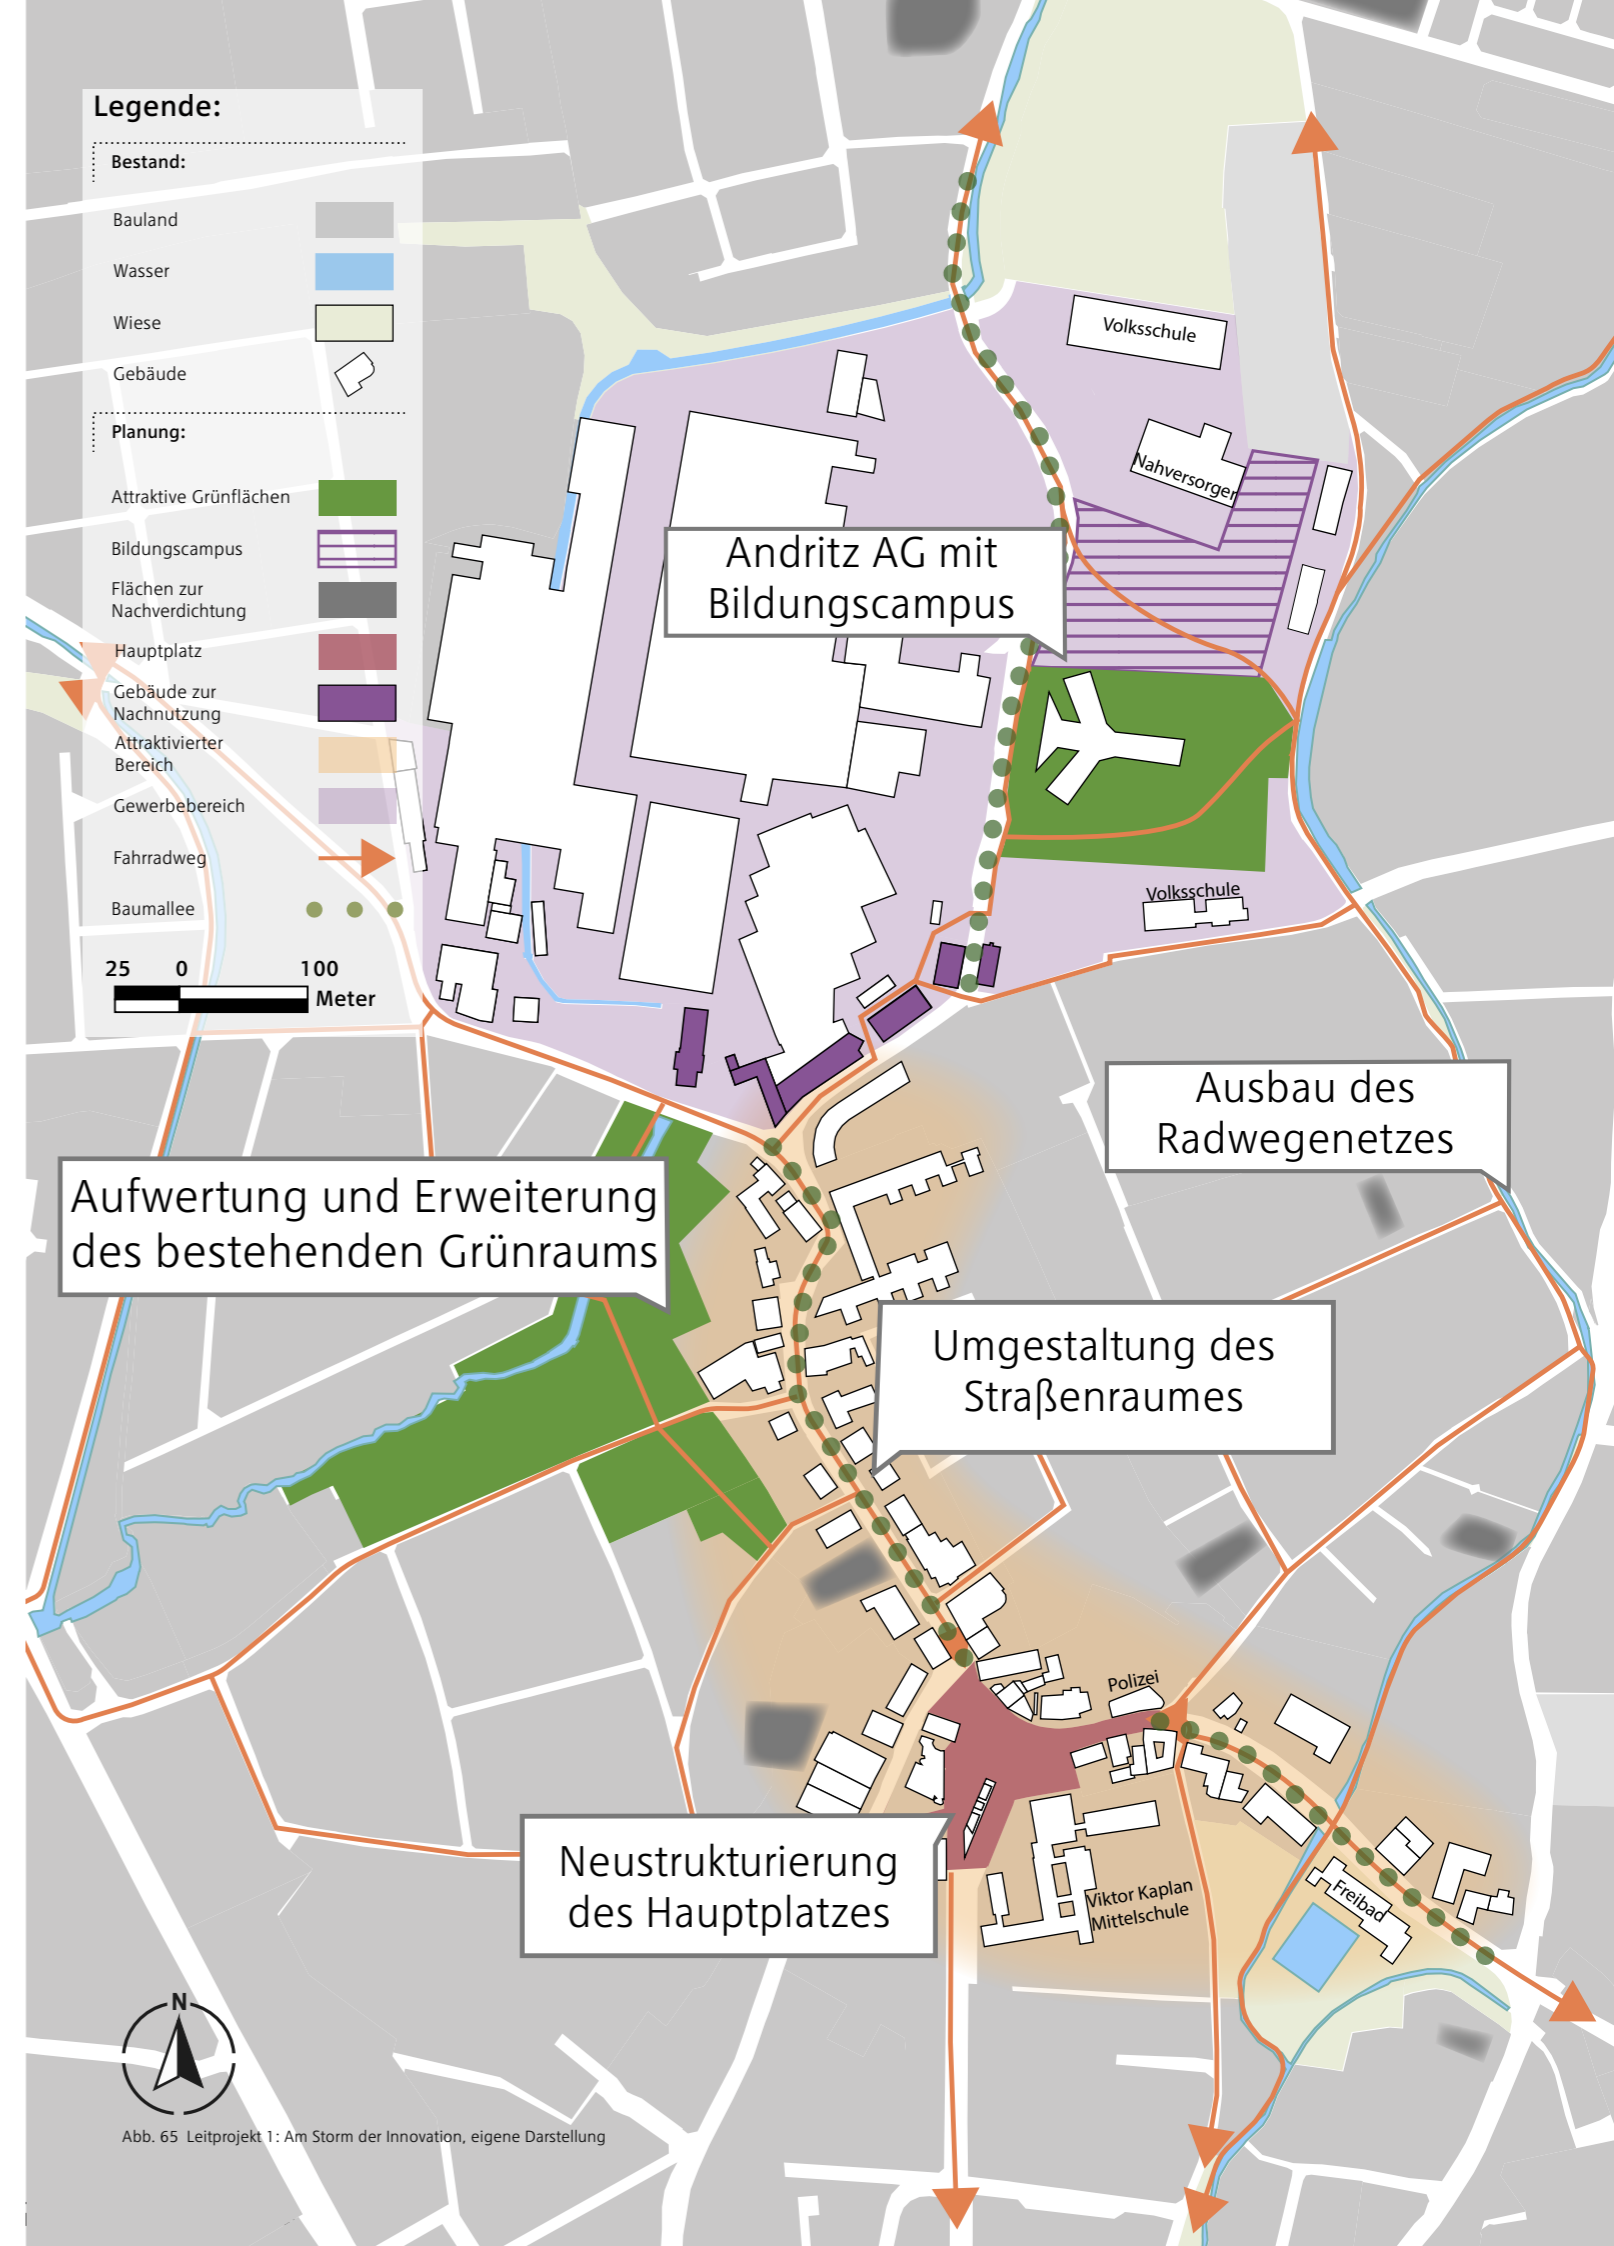 Legende:
Bestand:
Bauland
Wasser
Wiese
Gebäude
Planung:
Attraktive Grünflächen
Bildungscampus
Flächen zur
Nachverdichtung
Hauptplatz
Gebäude zur
Nachnutzung
Attraktivierter
Bereich
Gewerbebereich
Fahrradweg
Baumallee
25 0 100
Meter
Volksschule
Nahversorger
Andritz AG mit
Bildungscampus
Volksschule
Ausbau des
Radwegenetzes
Aufwertung und Erweiterung
des bestehenden Grünraums
Umgestaltung des
Straßenraumes
Polizei
Neustrukturierung
des Hauptplatzes
Viktor Kaplan
Mittelschule
Freibad
N
Abb. 65 Leitprojekt 1: Am Storm der Innovation, eigene Darstellung